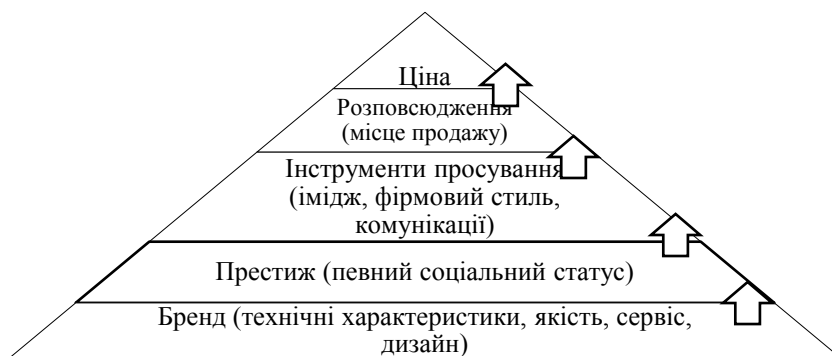 Ціна
Розповсюдження
(місце продажу)
Інструменти просування
(імідж, фірмовий стиль,
комунікації)
Престиж (певний соціальний статус)
Бренд (технічні характеристики, якість, сервіс,
дизайн)